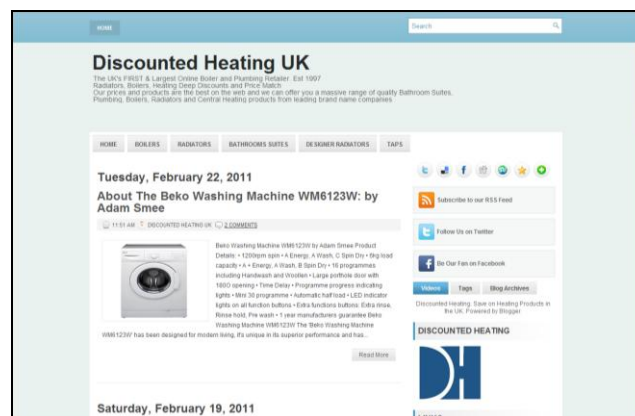 HOME
Search
Discounted Heating UK
The UK's FIRST & Largest Online Boiler and Plumbing Retailer. Est 1997
Radiators, Boilers, Heating Deep Discounts and Price Match
Our prices and products are the best on the web and we can offer you a massive range of quality Bathroom Suites,
Plumbing, Boilers, Radiators and Central Heating products from leading brand name companies
HOME BOILERS RADIATORS BATHROOMS SUITES DESIGNER RADIATORS TAPS
Tuesday, February 22, 2011
About The Beko Washing Machine WM6123W: by
Adam Smee
11:51 AM DISCOUNTED HEATING UK 2 COMMENTS
Beko Washing Machine WM6123W by Adam Smee Product
Details: • 1200rpm spin • A Energy, A Wash, C Spin Dry • 6kg load
capacity • A + Energy, A Wash, B Spin Dry • 16 programmes
including Handwash and Woollen • Large porthole door with
180O opening • Time Delay • Programme progress indicating
lights • Mini 30 programme • Automatic half load • LED indicator
lights on all function buttons • Extra functions buttons: Extra rinse,
Rinse hold, Pre wash • 1 year manufacturers guarantee Beko
Washing Machine WM6123W The 'Beko Washing Machine
WM6123W' has been designed for modern living, it's unique in its superior performance and has...
Read More
Saturday, February 19, 2011
Subscribe to our RSS Feed
Follow Us on Twitter
Be Our Fan on Facebook
Videos Tags Blog Archives
Discounted Heating. Save on Heating Products in
the UK. Powered by Blogger
DISCOUNTED HEATING
DH